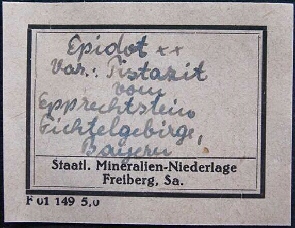 Epidot xx
Var.: Pistazit
vom
Epprechtstein
Fichtelgebirge,
Bayern
Staatl. Mineralien-Niederlage
Freiberg, Sa.
F 01 149 5,0